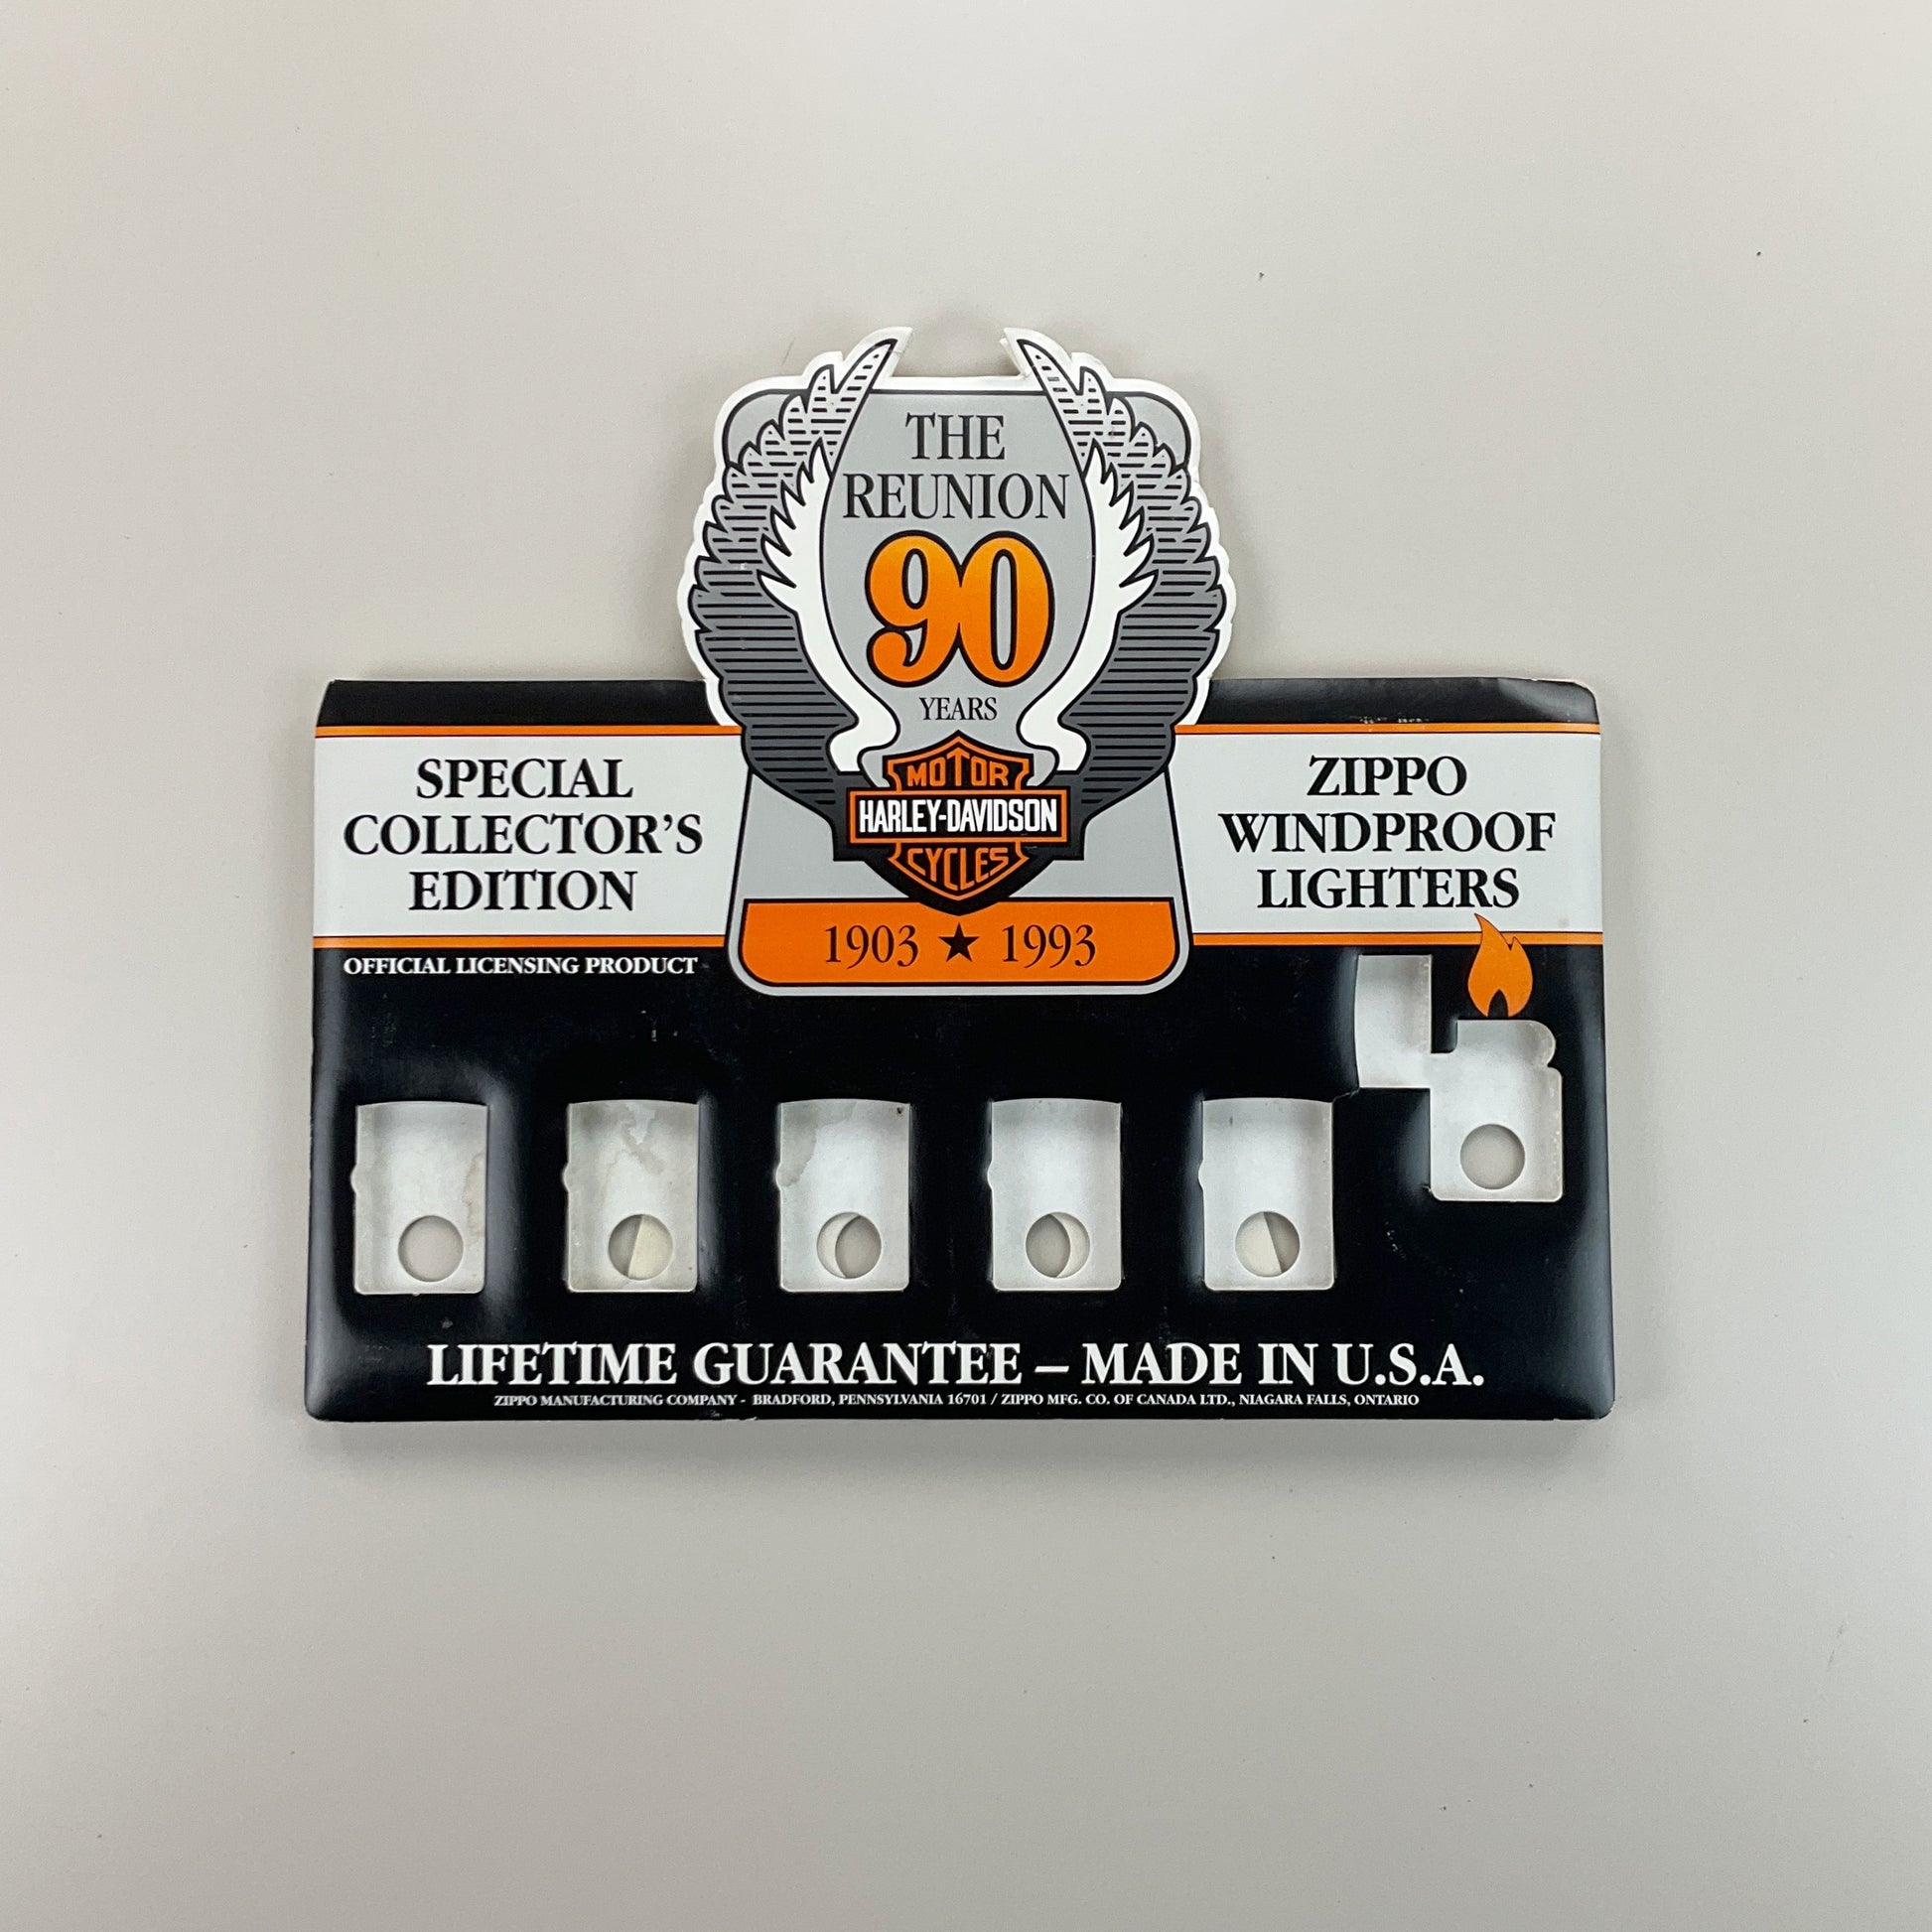 THE
REUNION
90
YEARS
MOTOR
HARLEY-DAVIDSON
CYCLES
1903 ★ 1993
SPECIAL
COLLECTOR'S
EDITION
OFFICIAL LICENSING PRODUCT
ZIPPO
WINDPROOF
LIGHTERS
LIFETIME GUARANTEE – MADE IN U.S.A.
ZIPPO MANUFACTURING COMPANY - BRADFORD, PENNSYLVANIA 16701 / ZIPPO MFG. CO. OF CANADA LTD., NIAGARA FALLS, ONTARIO